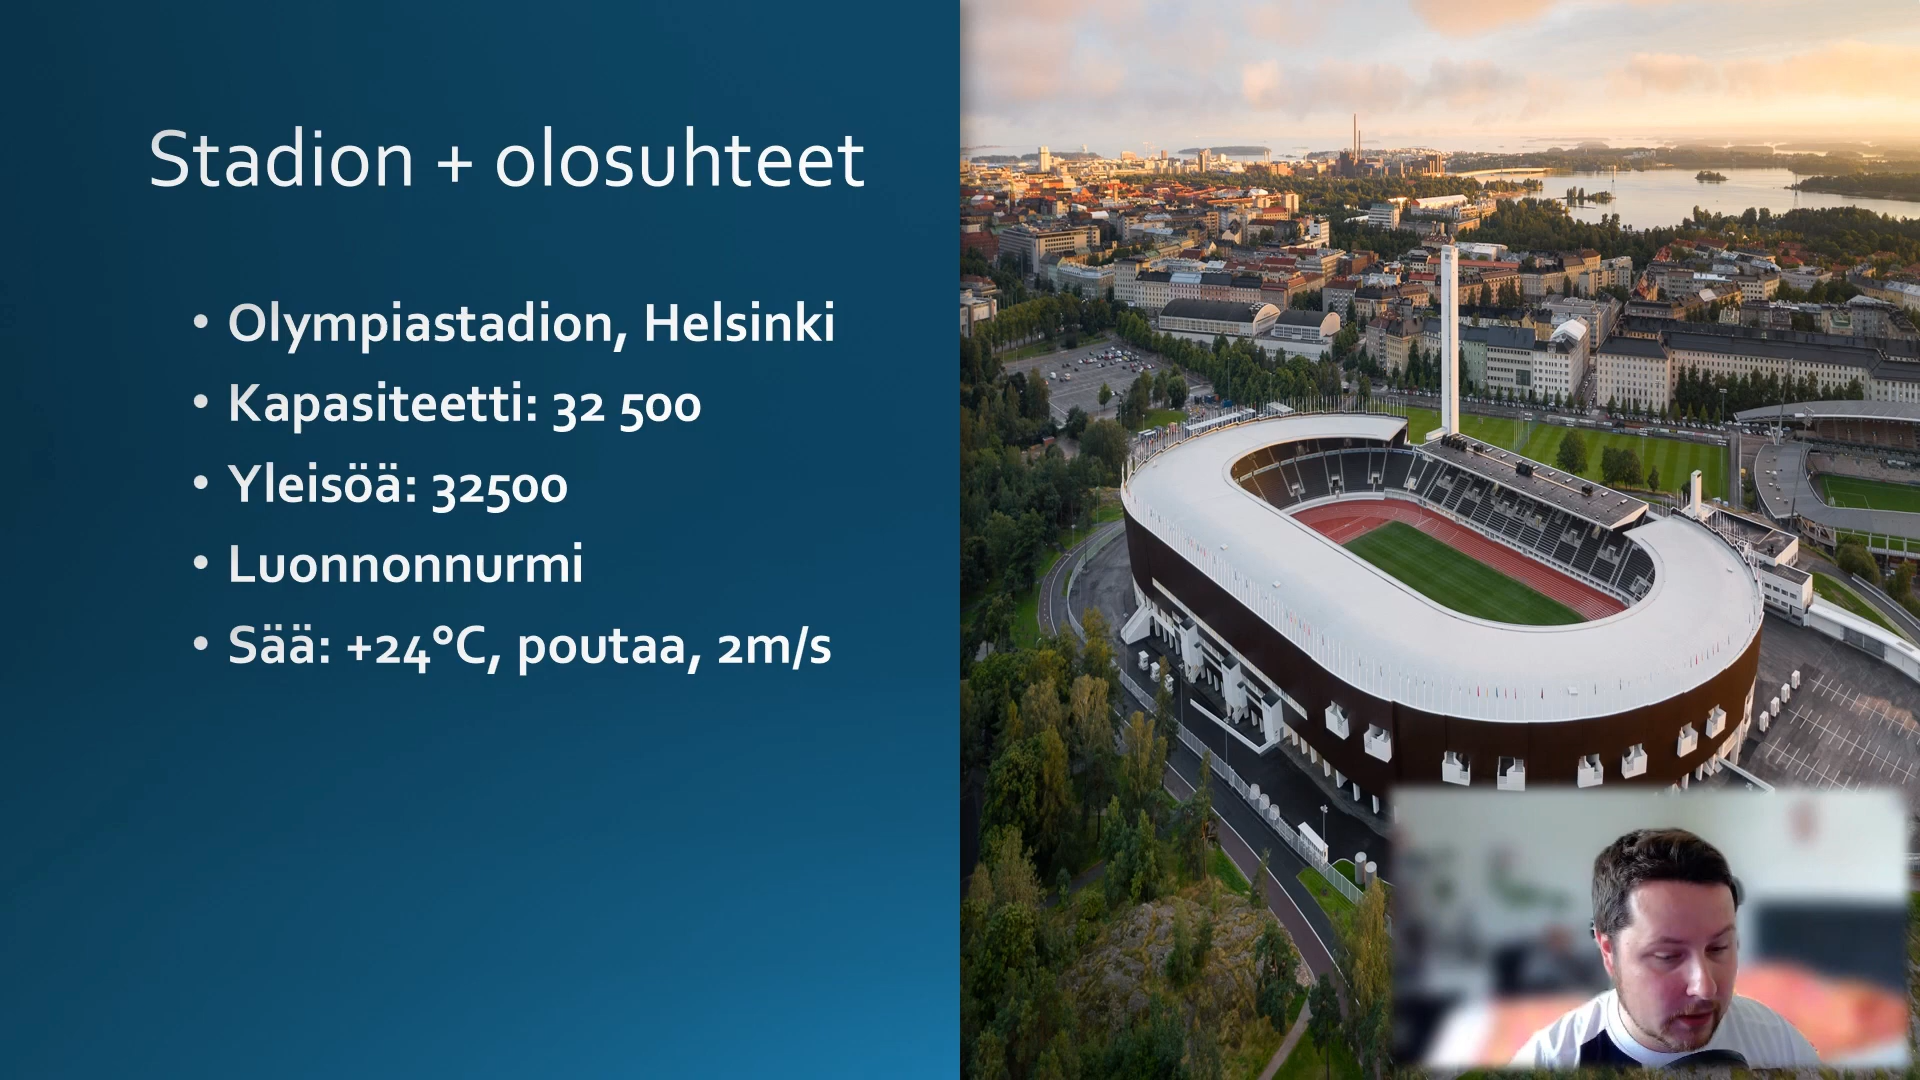 Stadion + olosuhteet
• Olympiastadion, Helsinki
• Kapasiteetti: 32 500
• Yleisöä: 32500
• Luonnonnurmi
• Sää: +24°C, poutaa, 2m/s